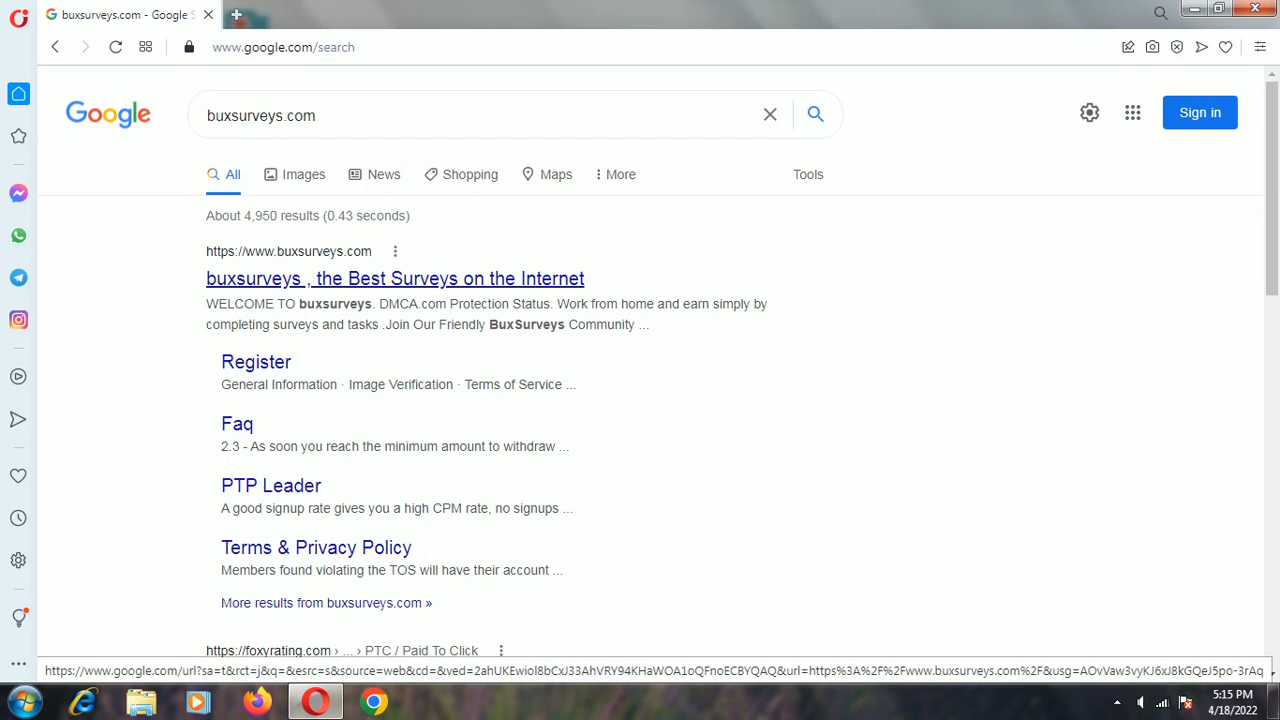 buxsurveys.com - Google S
www.google.com/search
Google
buxsurveys.com
Sign in
All
Images
News
Shopping
Maps
More
Tools
About 4,950 results (0.43 seconds)
https://www.buxsurveys.com
buxsurveys , the Best Surveys on the Internet
WELCOME TO buxsurveys. DMCA.com Protection Status. Work from home and earn simply by
completing surveys and tasks .Join Our Friendly BuxSurveys Community ...
Register
General Information · Image Verification · Terms of Service ...
Faq
2.3 - As soon you reach the minimum amount to withdraw ...
PTP Leader
A good signup rate gives you a high CPM rate, no signups ...
Terms & Privacy Policy
Members found violating the TOS will have their account ...
More results from buxsurveys.com »
https://foxyrating.com › ... › PTC / Paid To Click
https://www.google.com/url?sa=t&rct=j&q=&esrc=s&source=web&cd=&ved=2ahUKEwioI8bCxJ33AhVRY94KHaWOA1oQFnoECBYQAQ&url=https%3A%2F%2Fwww.buxsurveys.com%2F&usg=AOvVaw3vyKJ6xJ8kGQeJ5po-3rAq
5:15 PM
4/18/2022